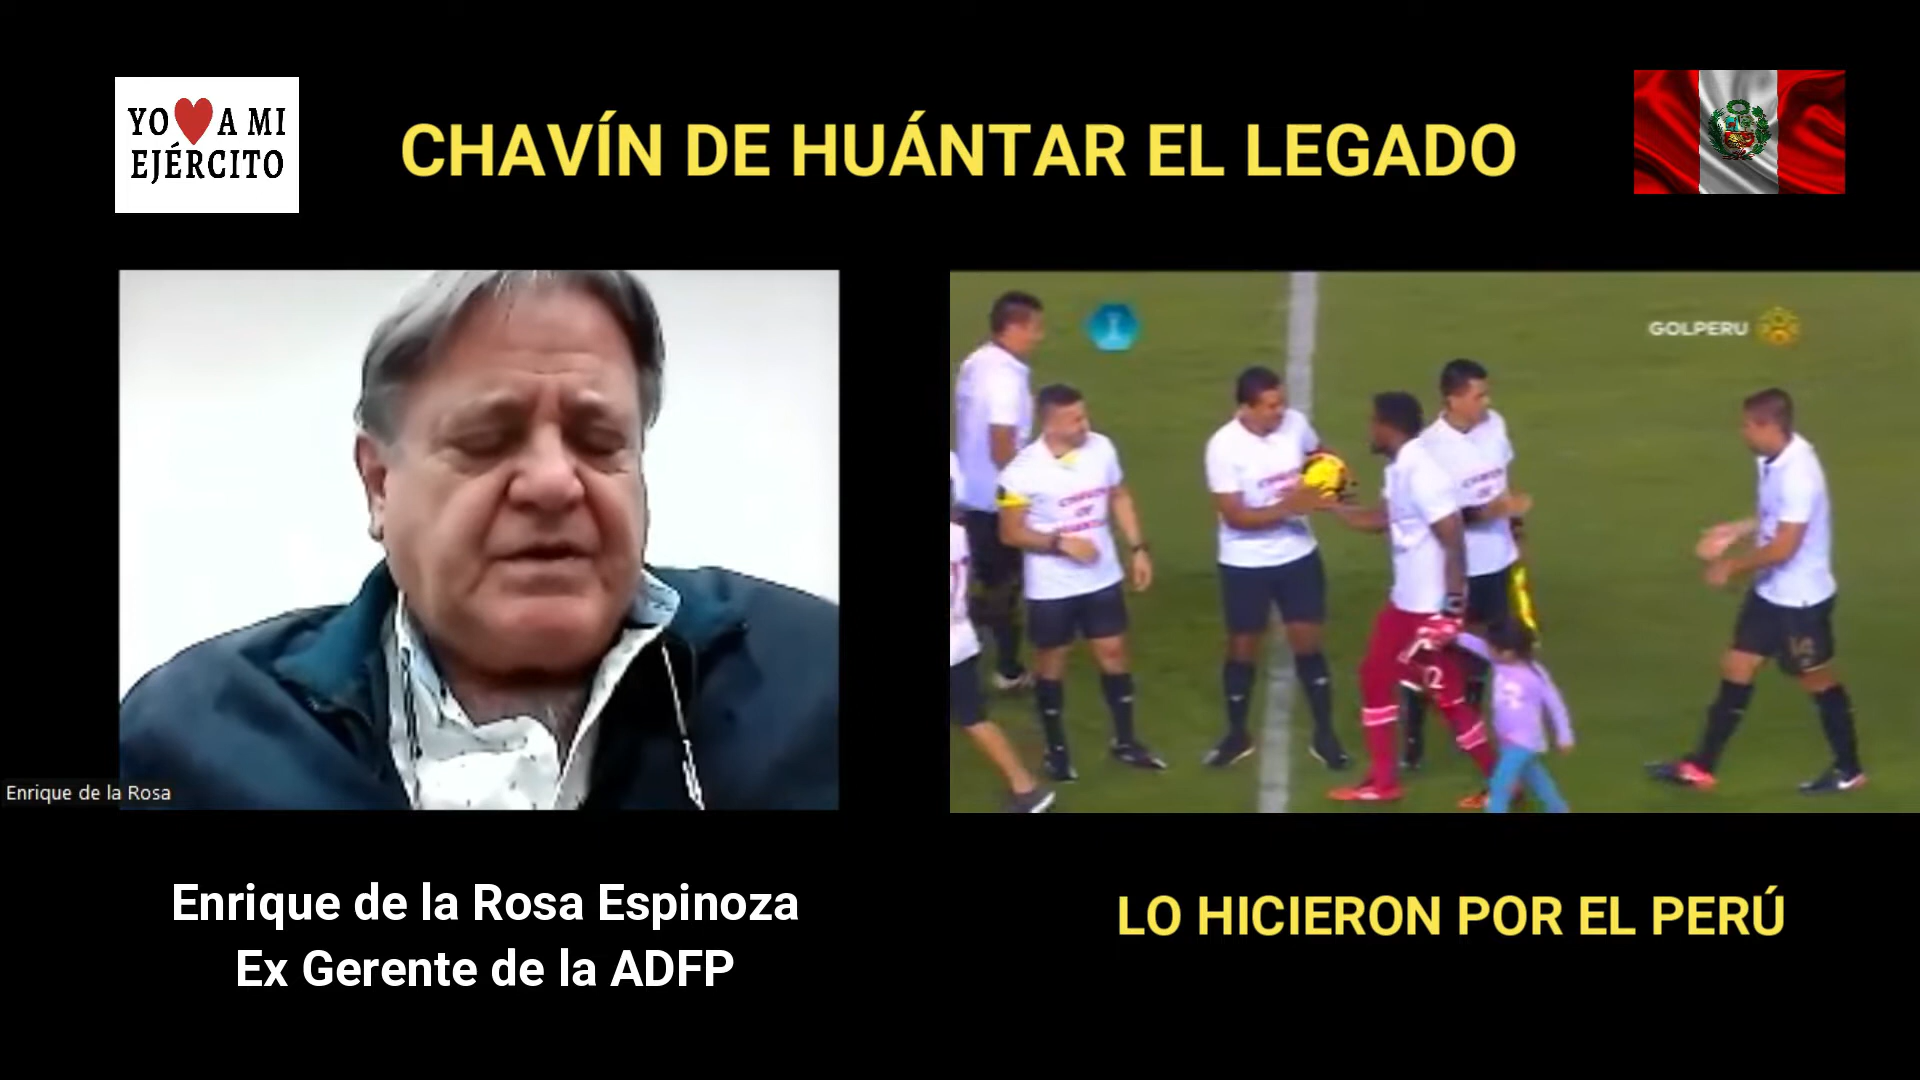 YO A MI
EJÉRCITO
CHAVÍN DE HUÁNTAR EL LEGADO
GOLPERU
14
Enrique de la Rosa
Enrique de la Rosa Espinoza
Ex Gerente de la ADFP
LO HICIERON POR EL PERÚ